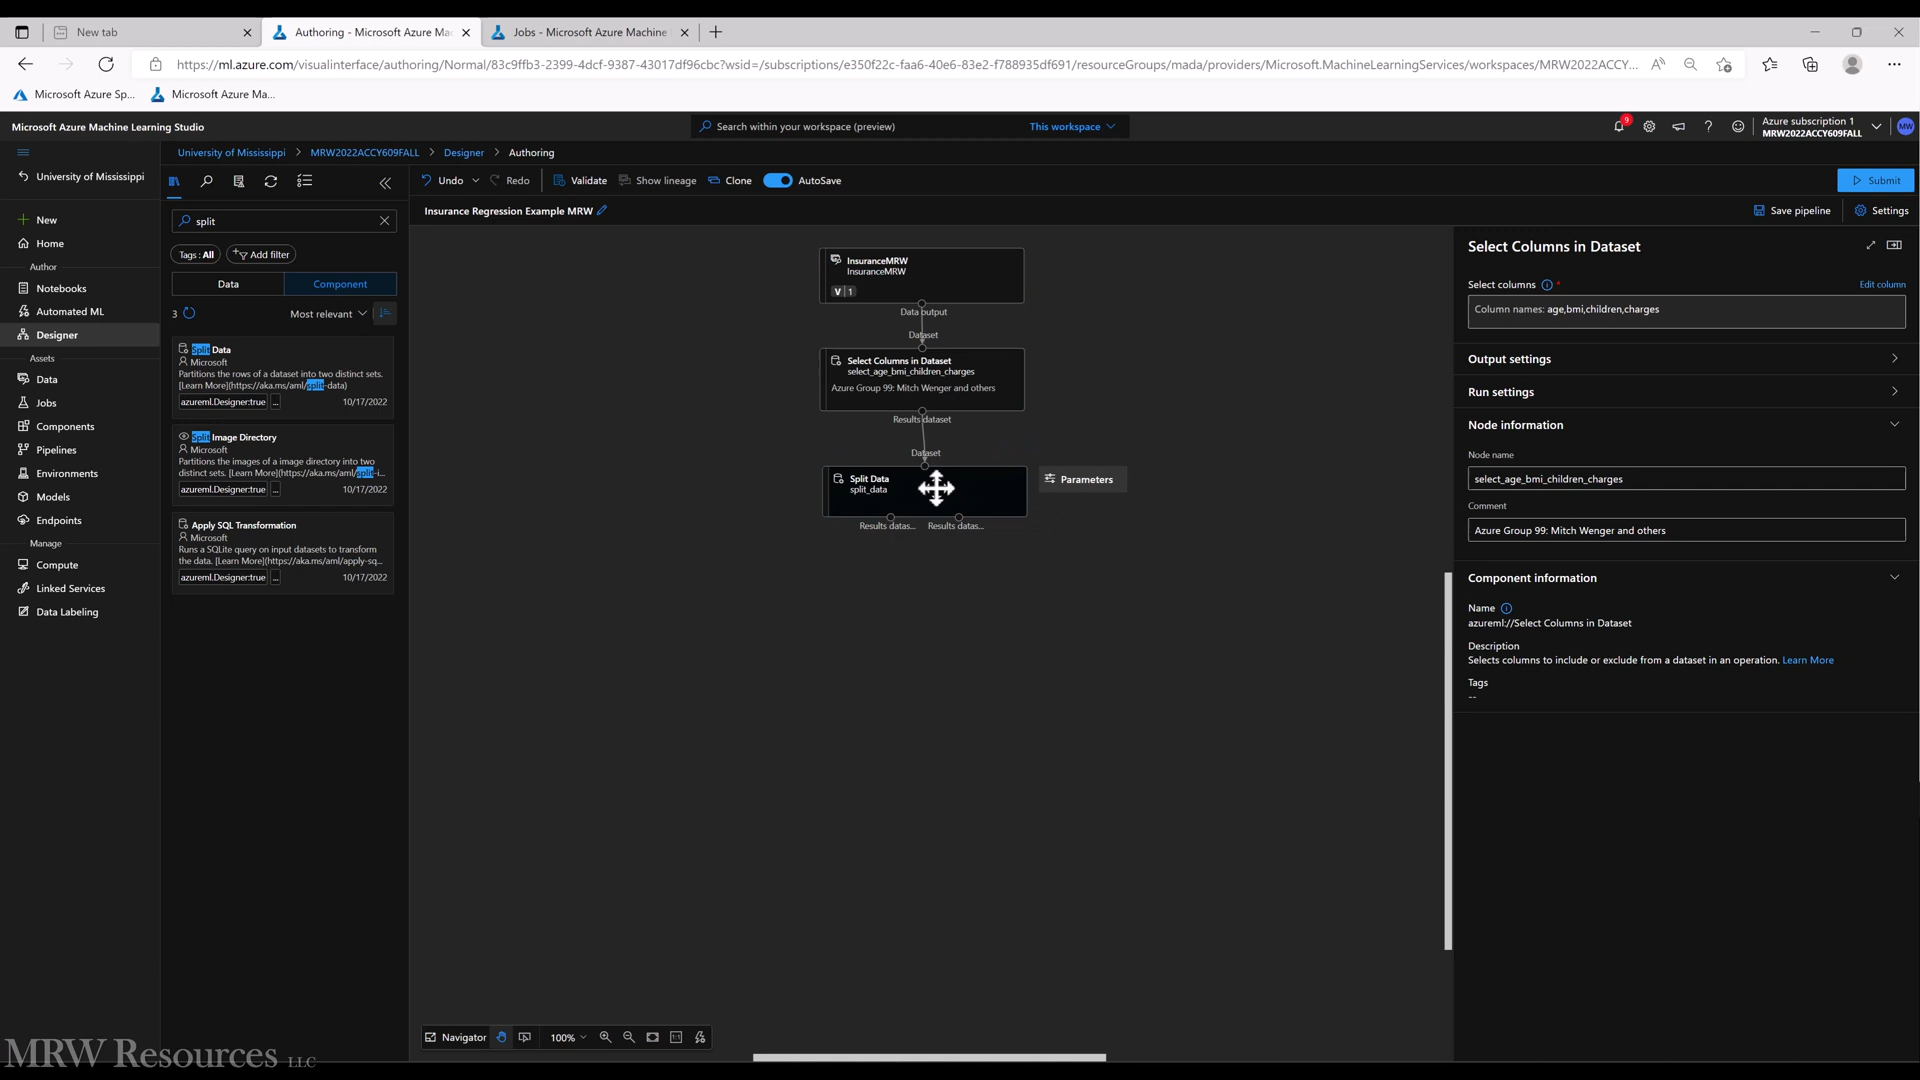 New tab
Authoring - Microsoft Azure Ma
Jobs - Microsoft Azure Machine
https://ml.azure.com/visualinterface/authoring/Normal/83c9ffb3-2399-4dcf-9387-43017df96cbc?wsid=/subscriptions/e350f22c-faa6-40e6-83e2-f788935df691/resourceGroups/mada/providers/Microsoft.MachineLearningServices/workspaces/MRW2022ACCY...
Microsoft Azure Sp...
Microsoft Azure Ma...
Microsoft Azure Machine Learning Studio
Search within your workspace (preview)
This workspace
9
Azure subscription 1
MRW2022ACCY609FALL
MW
University of Mississippi > MRW2022ACCY609FALL > Designer > Authoring
University of Mississippi
New
Home
Author
Notebooks
Automated ML
Designer
Assets
Data
Jobs
Components
Pipelines
Environments
Models
Endpoints
Manage
Compute
Linked Services
Data Labeling
split
Tags : All
Add filter
Data
Component
3
Most relevant
Split Data
Microsoft
Partitions the rows of a dataset into two distinct sets.
[Learn More](https://aka.ms/aml/split-data)
azureml.Designer:true
...
10/17/2022
Split Image Directory
Microsoft
Partitions the images of a image directory into two
distinct sets. [Learn More](https://aka.ms/aml/split-i...
azureml.Designer:true
...
10/17/2022
Apply SQL Transformation
Microsoft
Runs a SQLite query on input datasets to transform
the data. [Learn More](https://aka.ms/aml/apply-sq...
azureml.Designer:true
...
10/17/2022
Undo
Redo
Validate
Show lineage
Clone
AutoSave
Submit
Insurance Regression Example MRW
Save pipeline
Settings
InsuranceMRW
InsuranceMRW
V 1
Data output
Dataset
Select Columns in Dataset
select_age_bmi_children_charges
Azure Group 99: Mitch Wenger and others
Results dataset
Dataset
Split Data
split_data
Parameters
Results datas...
Results datas...
Select Columns in Dataset
Select columns *
Edit column
Column names: age,bmi,children,charges
Output settings
Run settings
Node information
Node name
select_age_bmi_children_charges
Comment
Azure Group 99: Mitch Wenger and others
Component information
Name
azureml://Select Columns in Dataset
Description
Selects columns to include or exclude from a dataset in an operation. Learn More
Tags
--
Navigator
100%
1:1
MRW Resources LLC